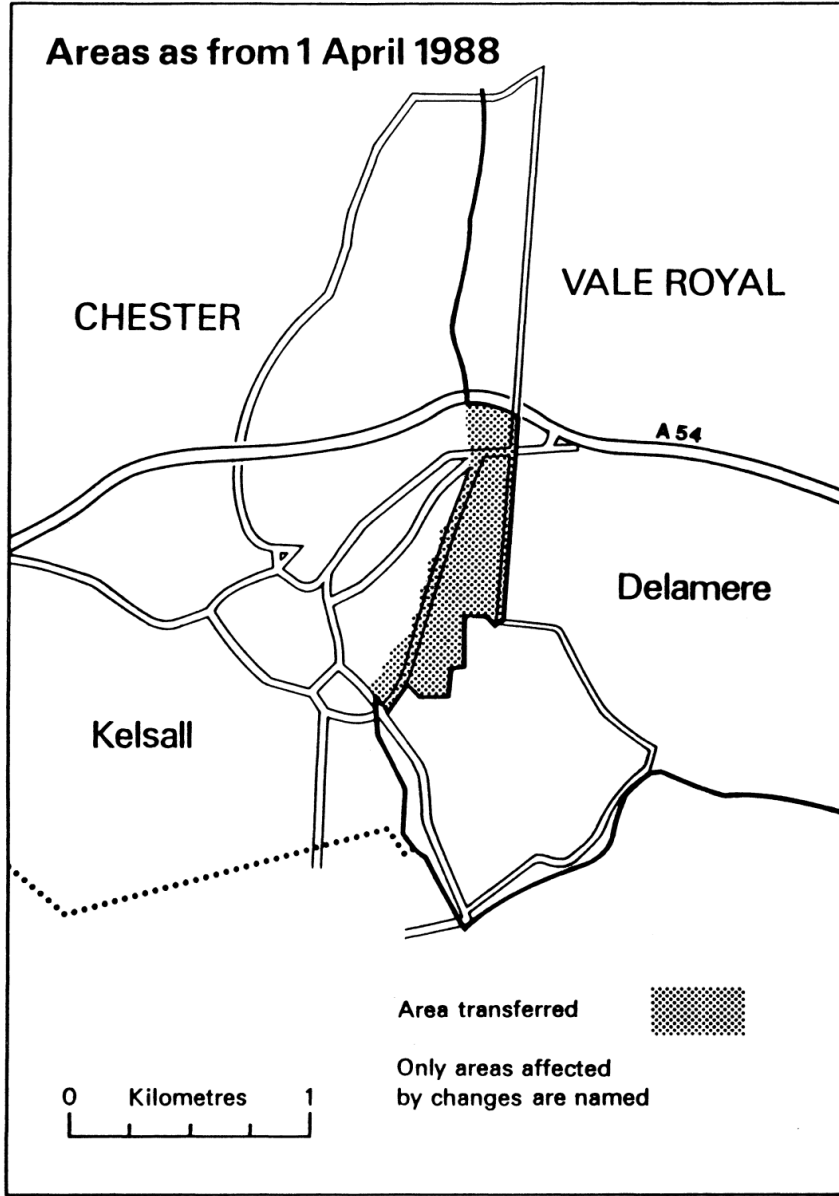 Areas as from 1 April 1988
VALE ROYAL
CHESTER
A 54
Delamere
Kelsall
Area transferred
Only areas affected
by changes are named
0 Kilometres 1